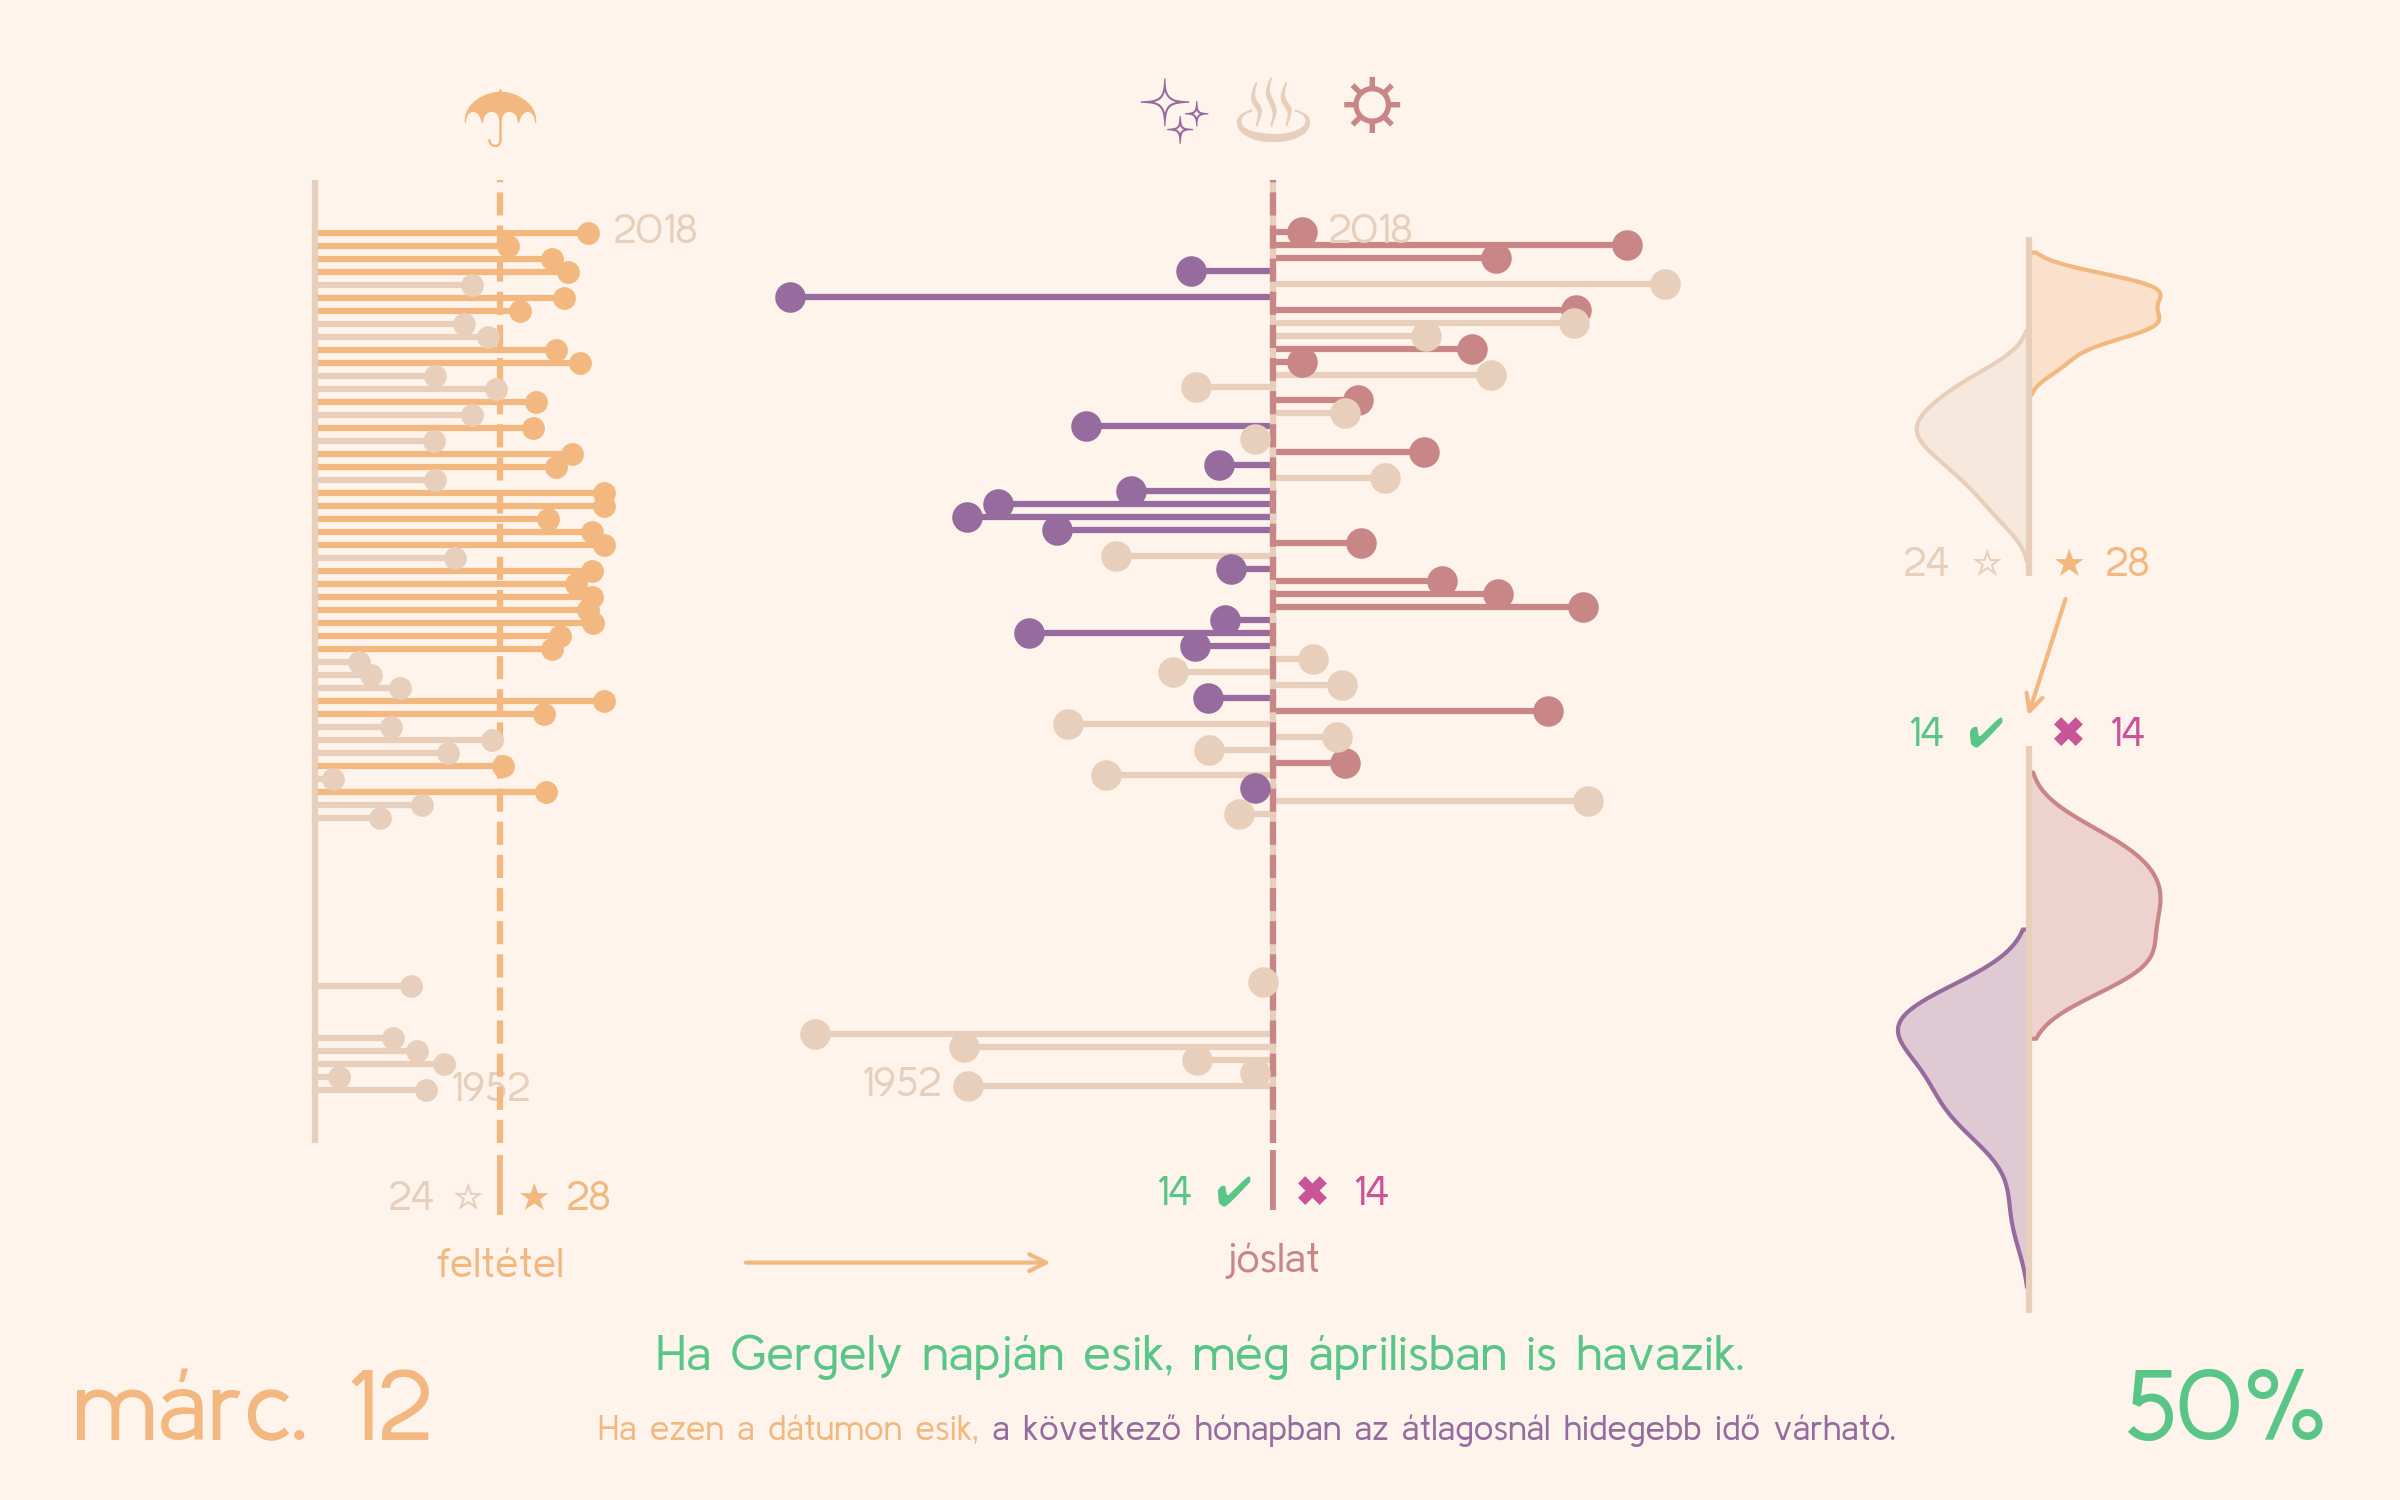 2018
2018
1952
1952
24 ☆ ★ 28
14 ✔ ✖ 14
24 ☆ ★ 28
14 ✔ ✖ 14
feltétel
jóslat
Ha Gergely napján esik, még áprilisban is havazik.
márc. 12
Ha ezen a dátumon esik, a következő hónapban az átlagosnál hidegebb idő várható.
50%